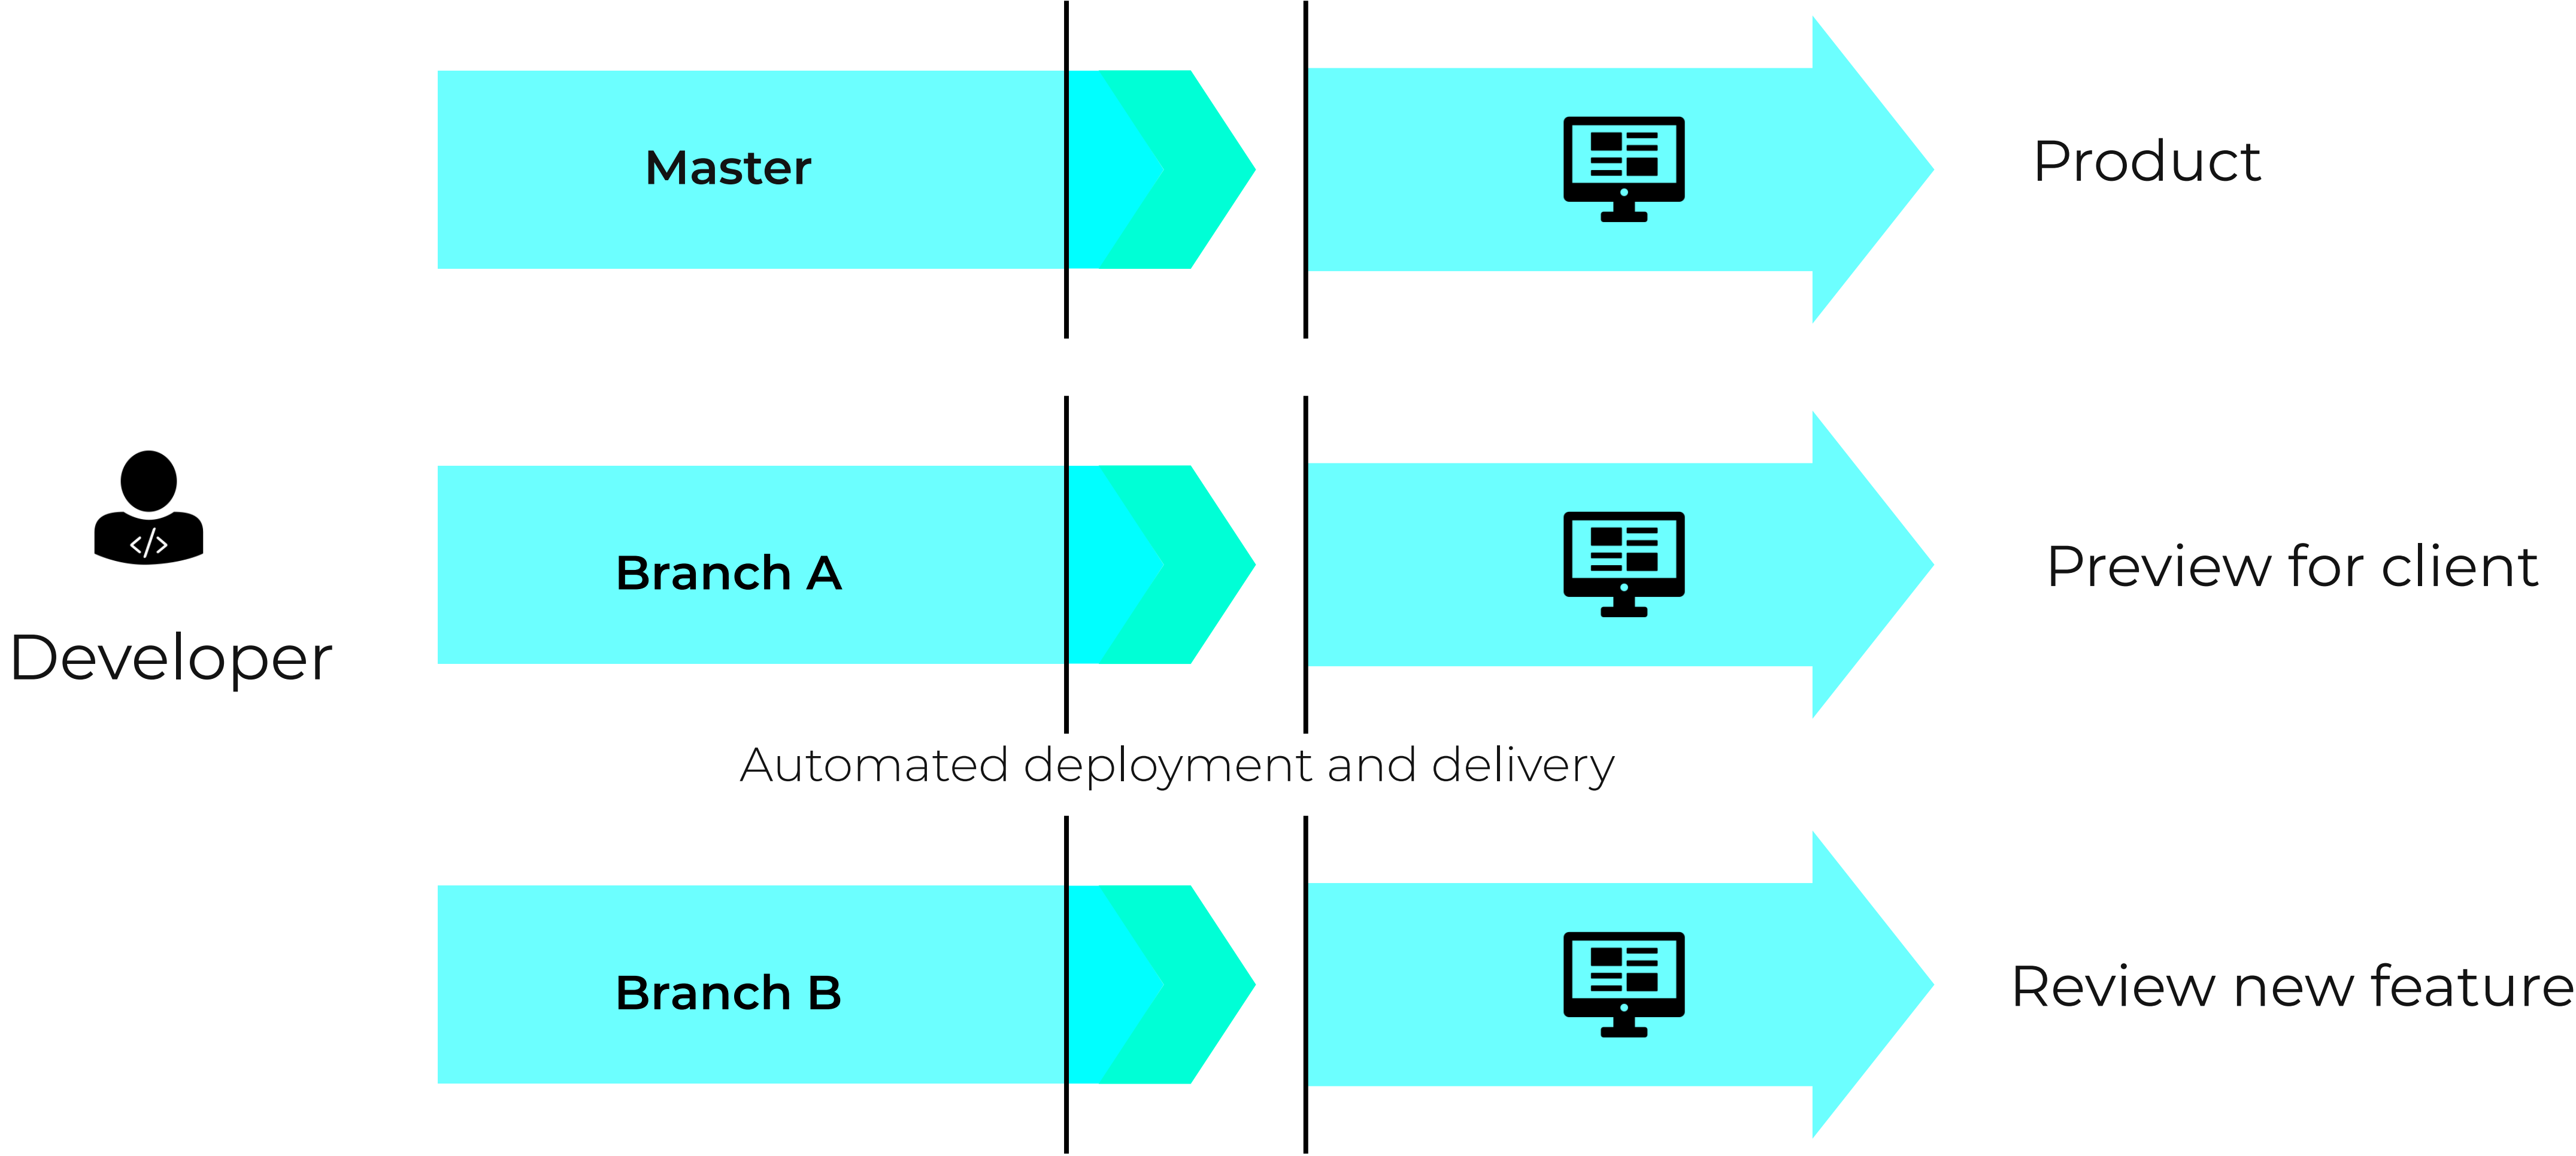 Master
Product
</>
Developer
Branch A
Preview for client
Automated deployment and delivery
Branch B
Review new feature